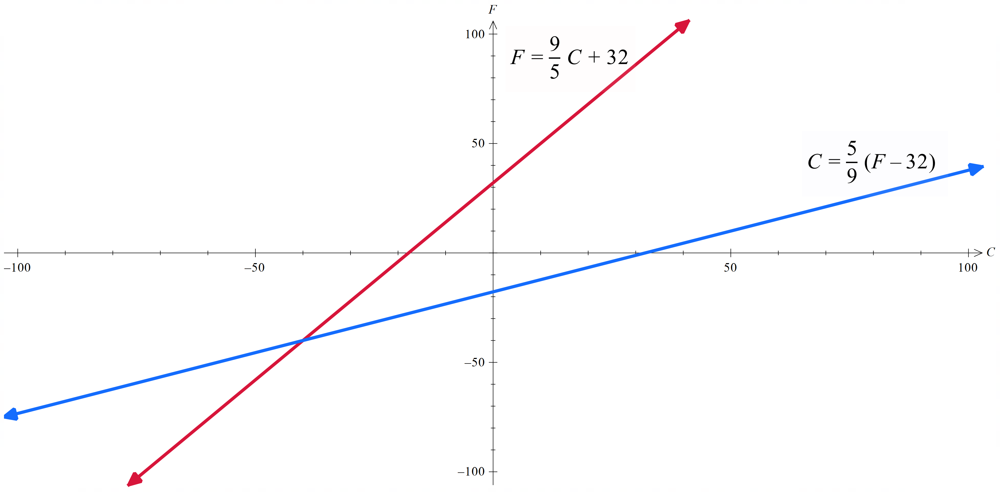 F
100
F = 9/5 C + 32
50
C = 5/9 (F – 32)
C
–100
–50
50
100
–50
–100